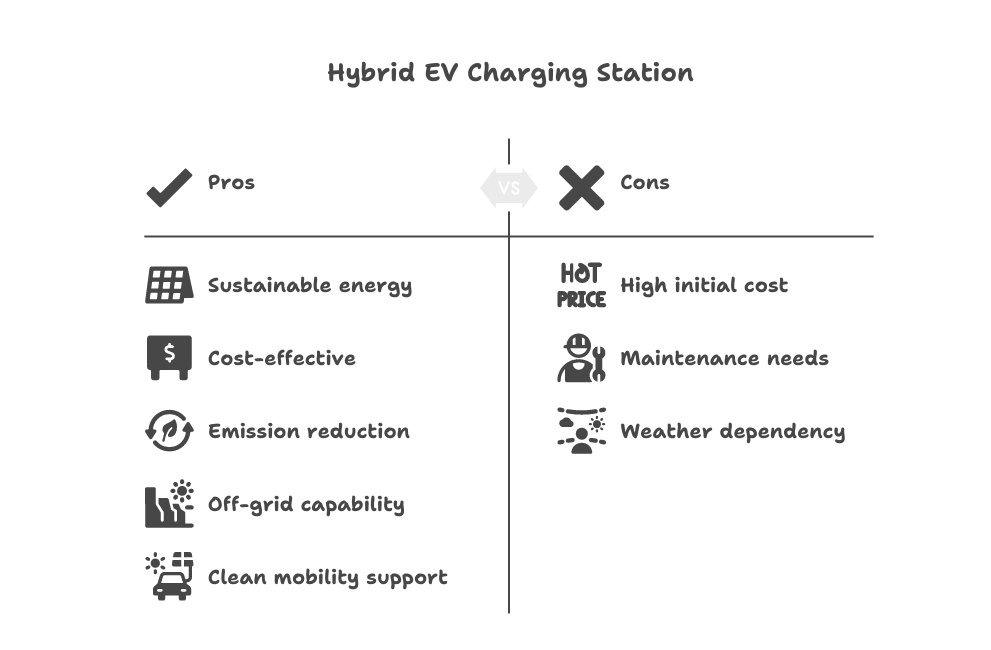 Hybrid EV Charging Station
Pros
VS
Cons
Sustainable energy
HOT
PRICE
High initial cost
$
Cost-effective
Maintenance needs
Emission reduction
Weather dependency
Off-grid capability
Clean mobility support